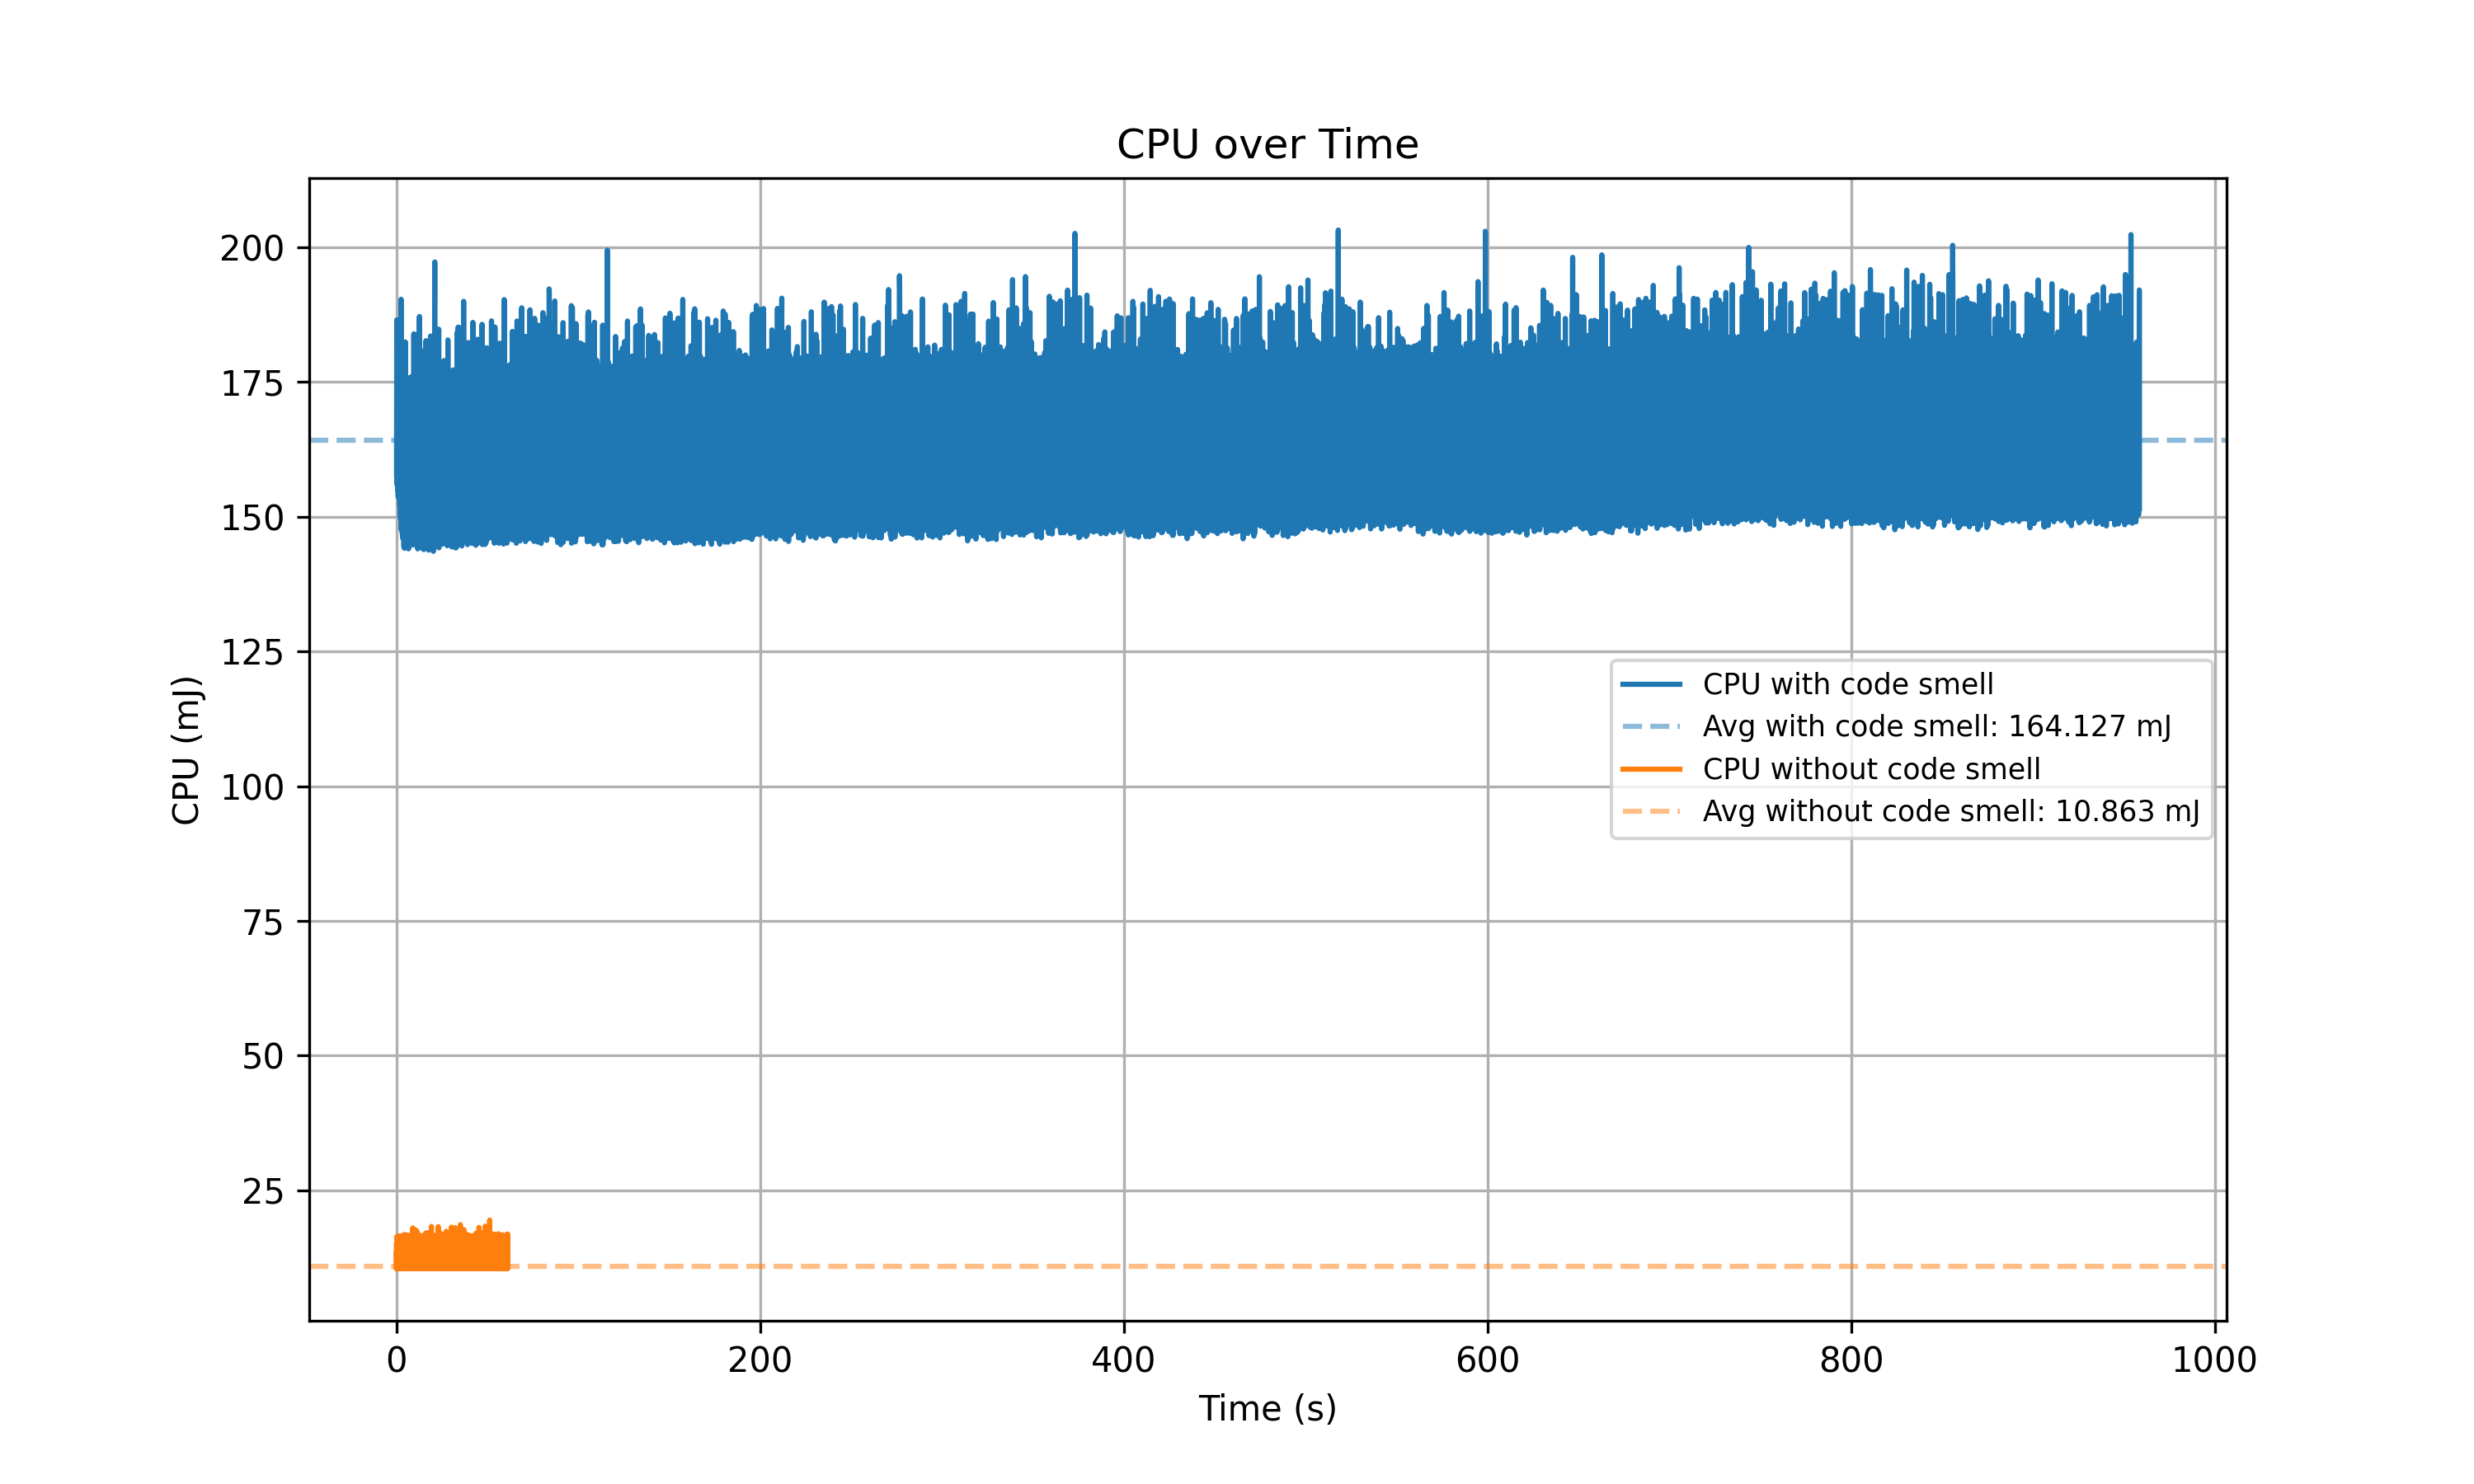 CPU over Time
CPU (mJ)
200
175
150
125
100
75
50
25
CPU with code smell
Avg with code smell: 164.127 mJ
CPU without code smell
Avg without code smell: 10.863 mJ
0 200 400 600 800 1000
Time (s)